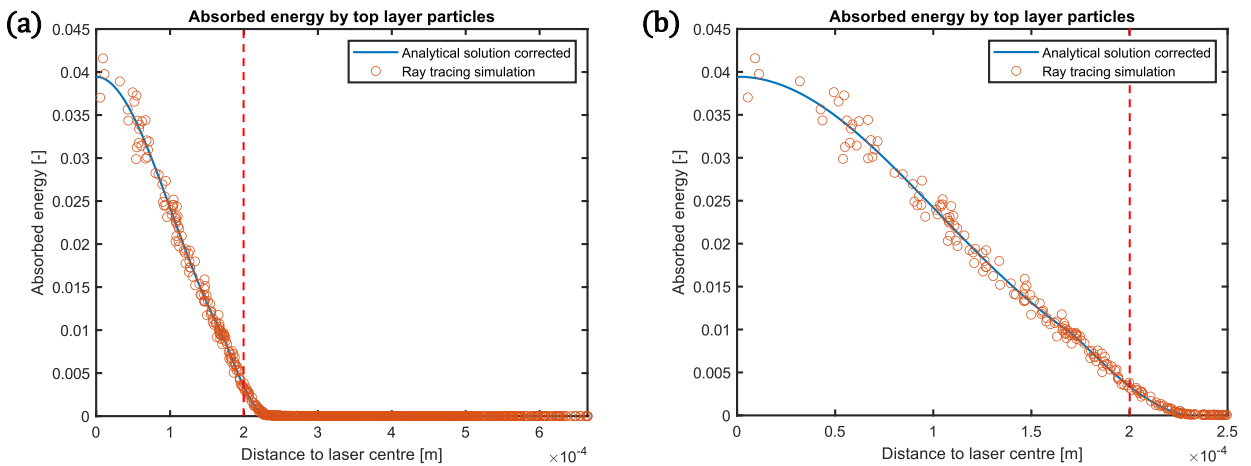 (a)
Absorbed energy by top layer particles
Analytical solution corrected
Ray tracing simulation
Absorbed energy [-]
0.045
0.04
0.035
0.03
0.025
0.02
0.015
0.01
0.005
0
0 1 2 3 4 5 6
Distance to laser centre [m]
×10⁻⁴
(b)
Absorbed energy by top layer particles
Analytical solution corrected
Ray tracing simulation
Absorbed energy [-]
0.045
0.04
0.035
0.03
0.025
0.02
0.015
0.01
0.005
0
0 0.5 1 1.5 2 2.5
Distance to laser centre [m]
×10⁻⁴